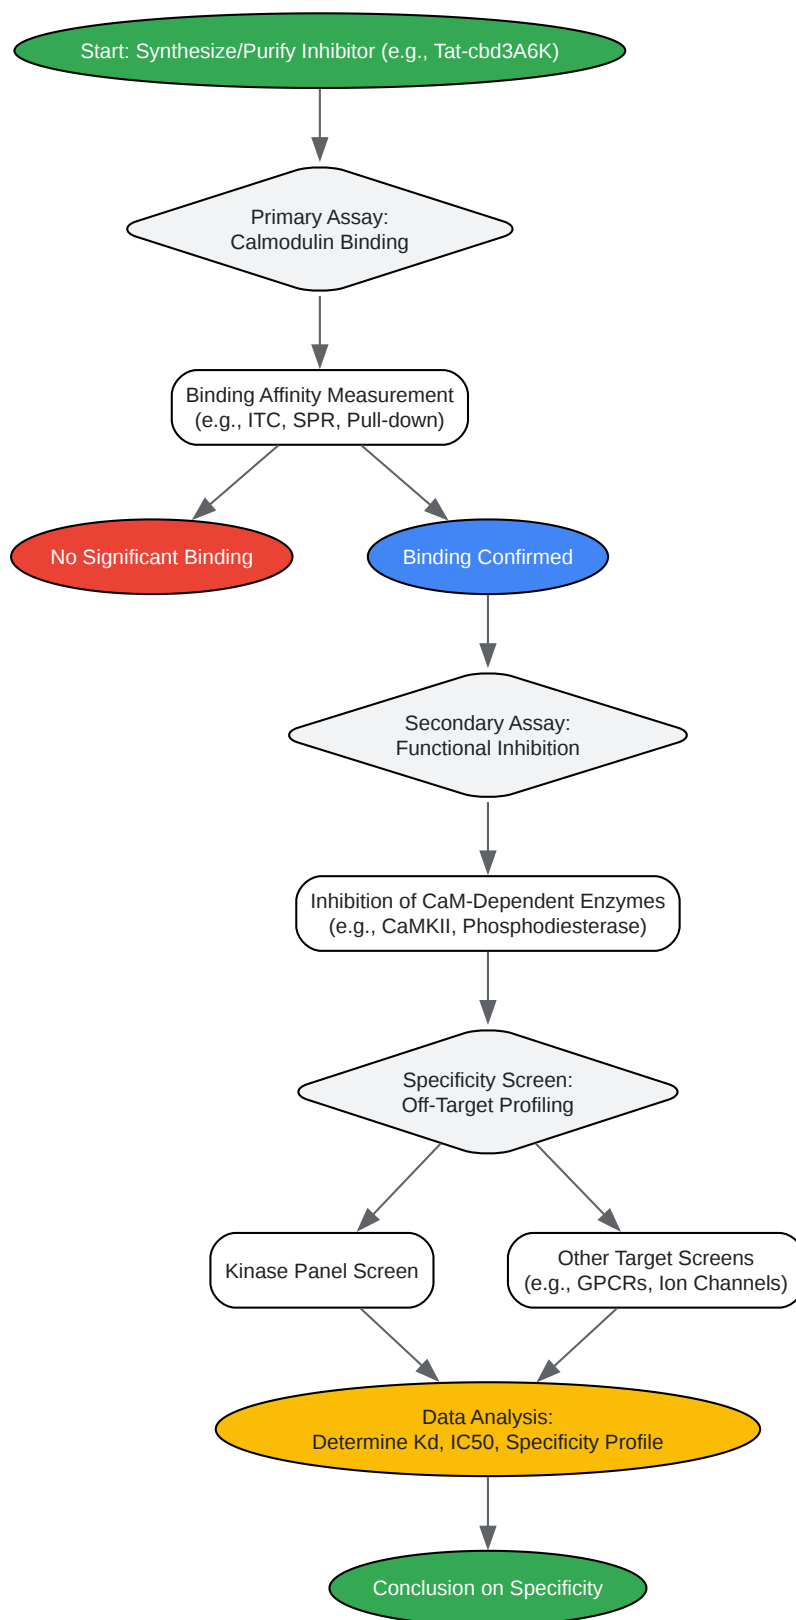 Start: Synthesize/Purify Inhibitor (e.g., Tat-cbd3A6K)
Primary Assay:
Calmodulin Binding
Binding Affinity Measurement
(e.g., ITC, SPR, Pull-down)
No Significant Binding
Binding Confirmed
Secondary Assay:
Functional Inhibition
Inhibition of CaM-Dependent Enzymes
(e.g., CaMKII, Phosphodiesterase)
Specificity Screen:
Off-Target Profiling
Kinase Panel Screen
Other Target Screens
(e.g., GPCRs, Ion Channels)
Data Analysis:
Determine Kd, IC50, Specificity Profile
Conclusion on Specificity